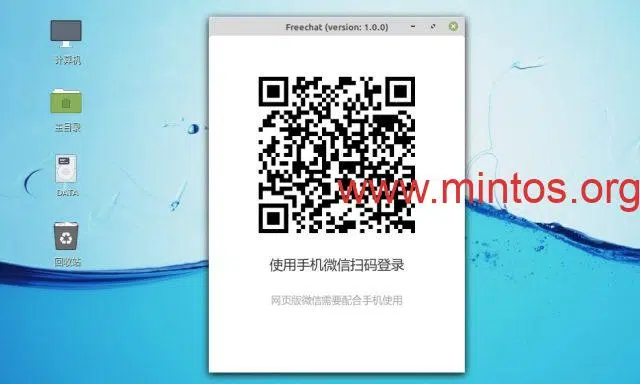 Freechat (version: 1.0.0)
计算机
主目录
DATA
回收站
www.mintos.org
使用手机微信扫码登录
网页版微信需要配合手机使用